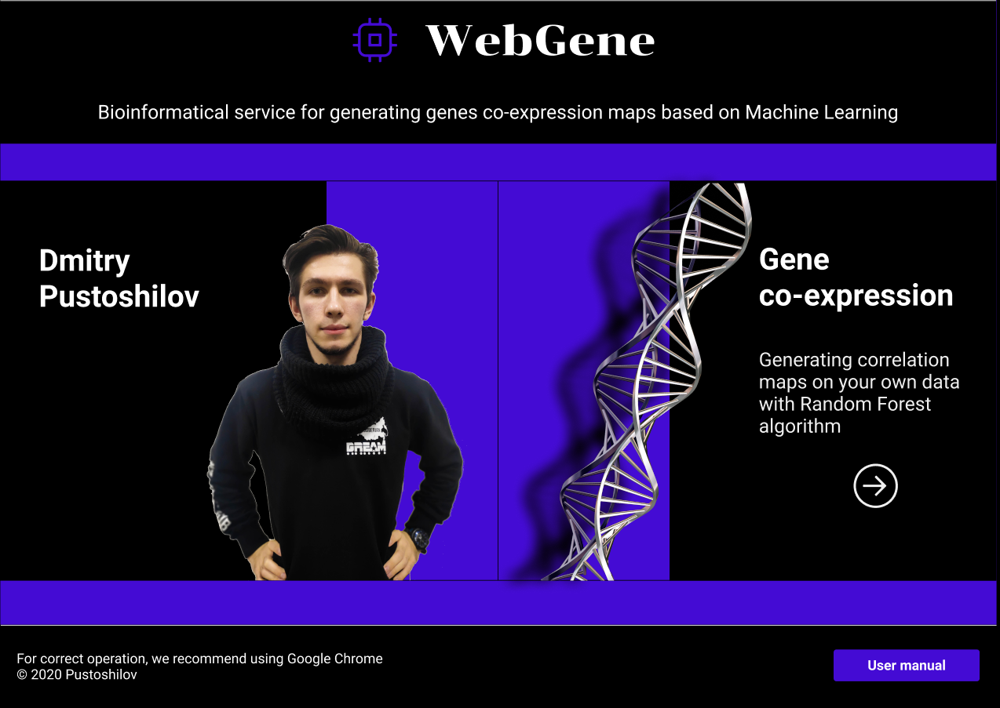 WebGene
Bioinformatical service for generating genes co-expression maps based on Machine Learning
Dmitry
Pustoshilov
DREAM
Gene
co-expression
Generating correlation
maps on your own data
with Random Forest
algorithm
For correct operation, we recommend using Google Chrome
© 2020 Pustoshilov
User manual